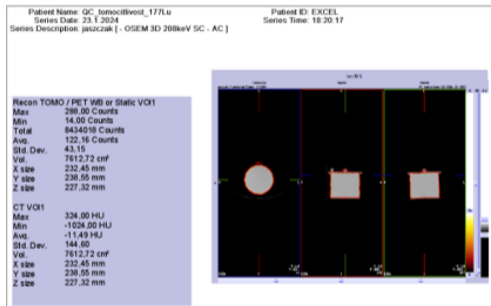 Patient Name: QC_tomocitlivost_177Lu
Patient ID: EXCEL
Series Date: 23.1.2024
Series Time: 18:20:17
Series Description: jaszczak [ - OSEM 3D 208keV SC - AC ]
Recon TOMO / PET WB or Static VOI1
Max 288,00 Counts
Min 14,00 Counts
Total 8434018 Counts
Avg. 122,16 Counts
Std. Dev. 43,15
Vol. 7612,72 cm³
X size 232,45 mm
Y size 238,55 mm
Z size 227,32 mm
CT VOI1
Max 324,00 HU
Min -1024,00 HU
Avg. -11,49 HU
Std. Dev. 144,60
Vol. 7612,72 cm³
X size 232,45 mm
Y size 238,55 mm
Z size 227,32 mm